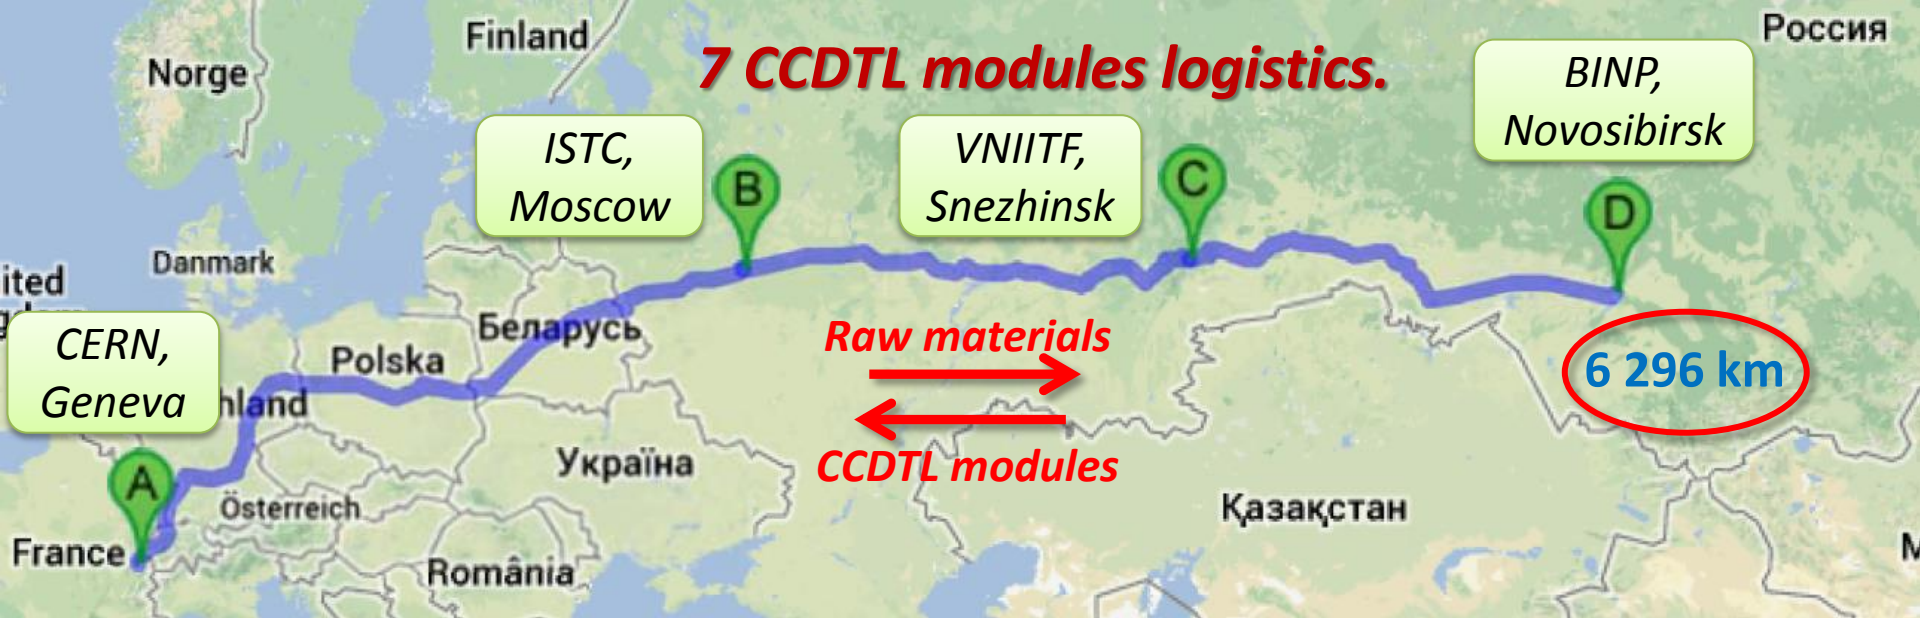 Finland
Россия
Norge
7 CCDTL modules logistics.
BINP,
Novosibirsk
ISTC,
Moscow
B
VNIITF,
Snezhinsk
C
D
Danmark
ited
CERN,
Geneva
Беларусь
Polska
hland
Raw materials
6 296 km
CCDTL modules
Україна
A
Österreich
Қазақстан
France
România
M